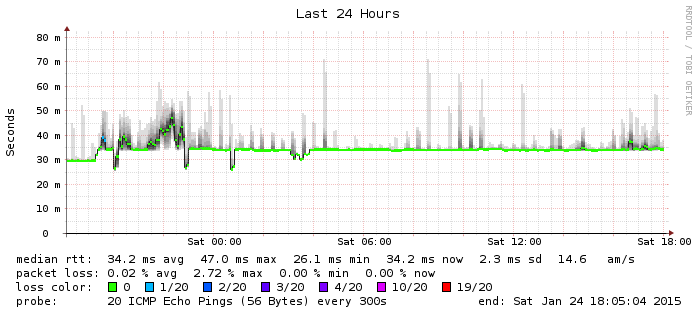 Last 24 Hours
RRDTOOL / TOBI OETIKER
Seconds
80 m
70 m
60 m
50 m
40 m
30 m
20 m
10 m
0
Sat 00:00 Sat 06:00 Sat 12:00 Sat 18:00
median rtt: 34.2 ms avg 47.0 ms max 26.1 ms min 34.2 ms now 2.3 ms sd 14.6 am/s
packet loss: 0.02 % avg 2.72 % max 0.00 % min 0.00 % now
loss color: 0 1/20 2/20 3/20 4/20 10/20 19/20
probe: 20 ICMP Echo Pings (56 Bytes) every 300s end: Sat Jan 24 18:05:04 2015